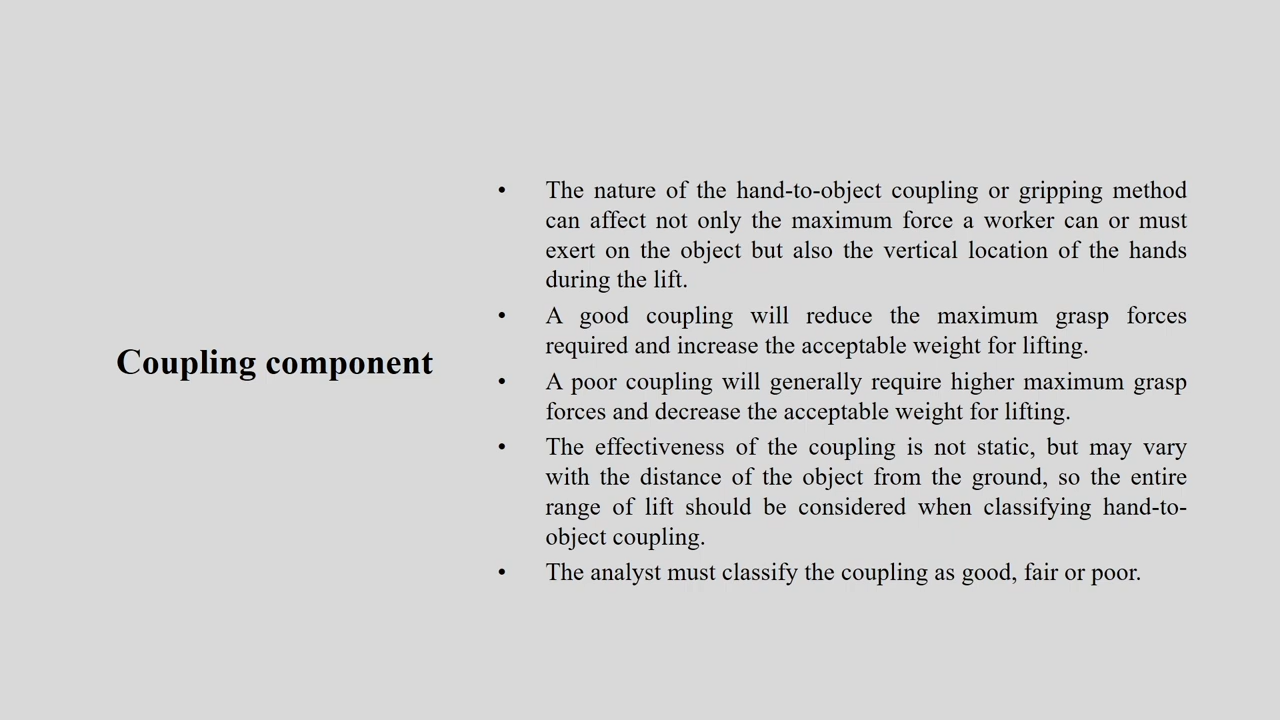 Coupling component
• The nature of the hand-to-object coupling or gripping method
can affect not only the maximum force a worker can or must
exert on the object but also the vertical location of the hands
during the lift.
• A good coupling will reduce the maximum grasp forces
required and increase the acceptable weight for lifting.
• A poor coupling will generally require higher maximum grasp
forces and decrease the acceptable weight for lifting.
• The effectiveness of the coupling is not static, but may vary
with the distance of the object from the ground, so the entire
range of lift should be considered when classifying hand-to-
object coupling.
• The analyst must classify the coupling as good, fair or poor.